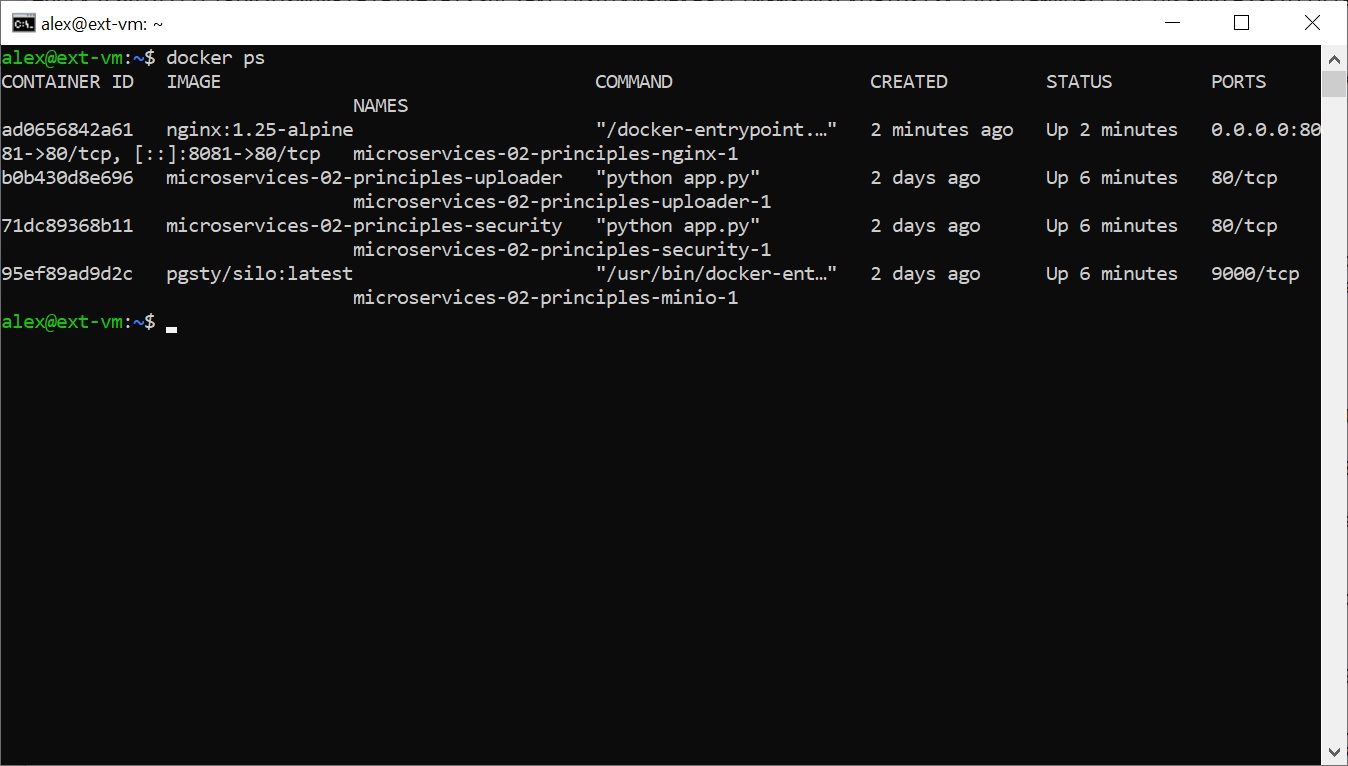 alex@ext-vm: ~
alex@ext-vm:~$ docker ps
CONTAINER ID   IMAGE                                  COMMAND                  CREATED         STATUS         PORTS
                                NAMES
ad0656842a61   nginx:1.25-alpine                      "/docker-entrypoint.…"   2 minutes ago   Up 2 minutes   0.0.0.0:80
81->80/tcp, [::]:8081->80/tcp   microservices-02-principles-nginx-1
b0b430d8e696   microservices-02-principles-uploader   "python app.py"          2 days ago      Up 6 minutes   80/tcp
                                microservices-02-principles-uploader-1
71dc89368b11   microservices-02-principles-security   "python app.py"          2 days ago      Up 6 minutes   80/tcp
                                microservices-02-principles-security-1
95ef89ad9d2c   pgsty/silo:latest                      "/usr/bin/docker-ent…"   2 days ago      Up 6 minutes   9000/tcp
                                microservices-02-principles-minio-1
alex@ext-vm:~$